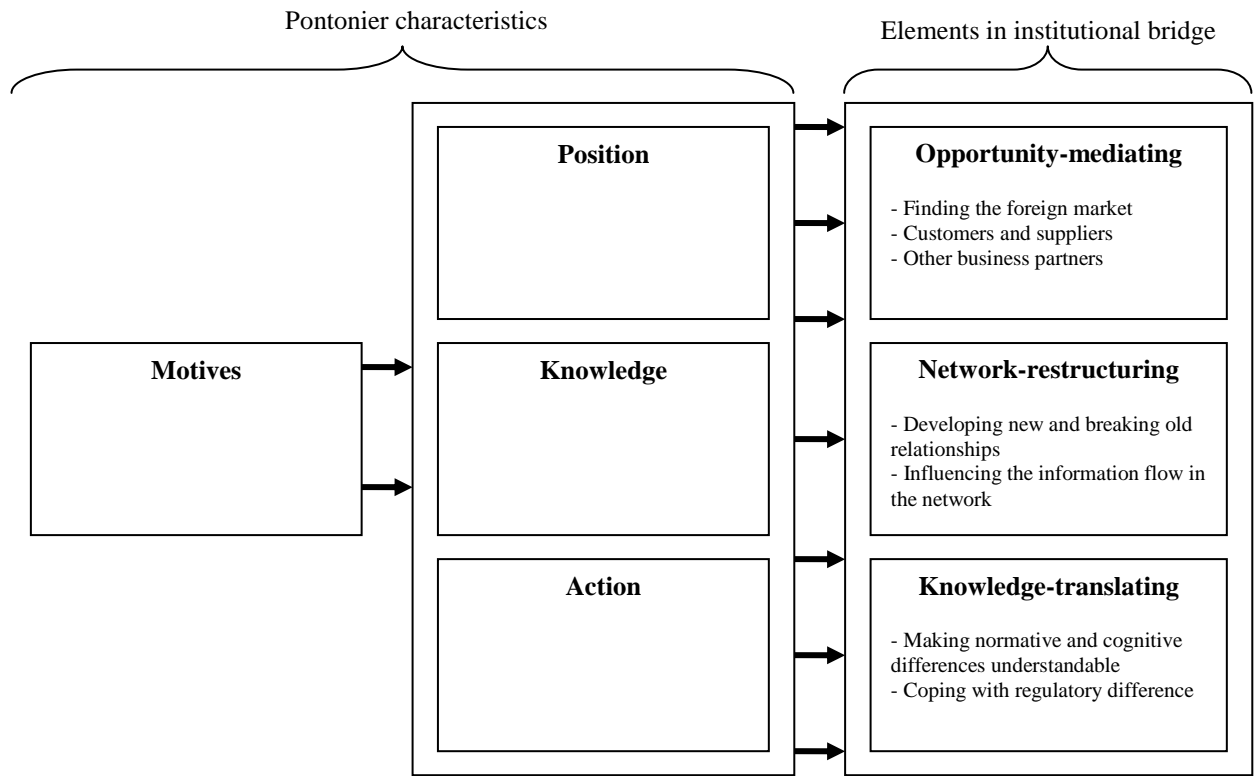 Pontonier characteristics
Elements in institutional bridge
Motives
Position
Knowledge
Action
Opportunity-mediating
- Finding the foreign market
- Customers and suppliers
- Other business partners
Network-restructuring
- Developing new and breaking old
relationships
- Influencing the information flow in
the network
Knowledge-translating
- Making normative and cognitive
differences understandable
- Coping with regulatory difference